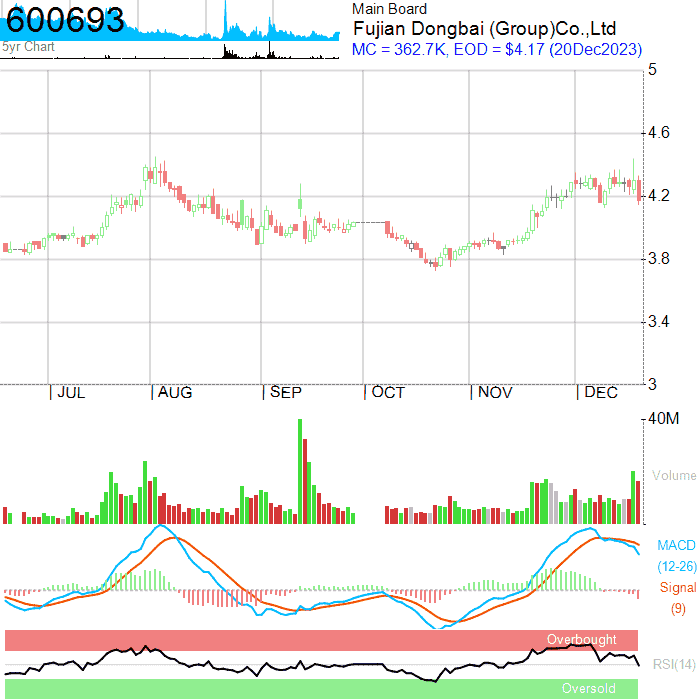 600693
5yr Chart
Main Board
Fujian Dongbai (Group)Co.,Ltd
MC = 362.7K, EOD = $4.17 (20Dec2023)
5
4.6
4.2
3.8
3.4
3
JUL
AUG
SEP
OCT
NOV
DEC
40M
Volume
MACD
(12-26)
Signal
(9)
Overbought
RSI(14)
Oversold